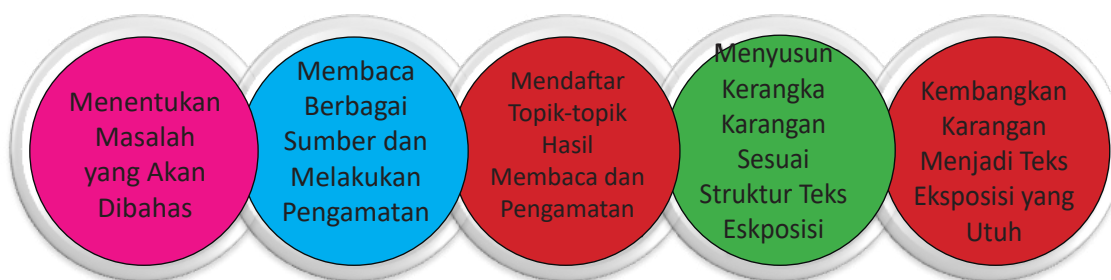 Menentukan
Masalah
yang Akan
Dibahas
Membaca
Berbagai
Sumber dan
Melakukan
Pengamatan
Mendaftar
Topik-topik
Hasil
Membaca dan
Pengamatan
Menyusun
Kerangka
Karangan
Sesuai
Struktur Teks
Eskposisi
Kembangkan
Karangan
Menjadi Teks
Eksposisi yang
Utuh